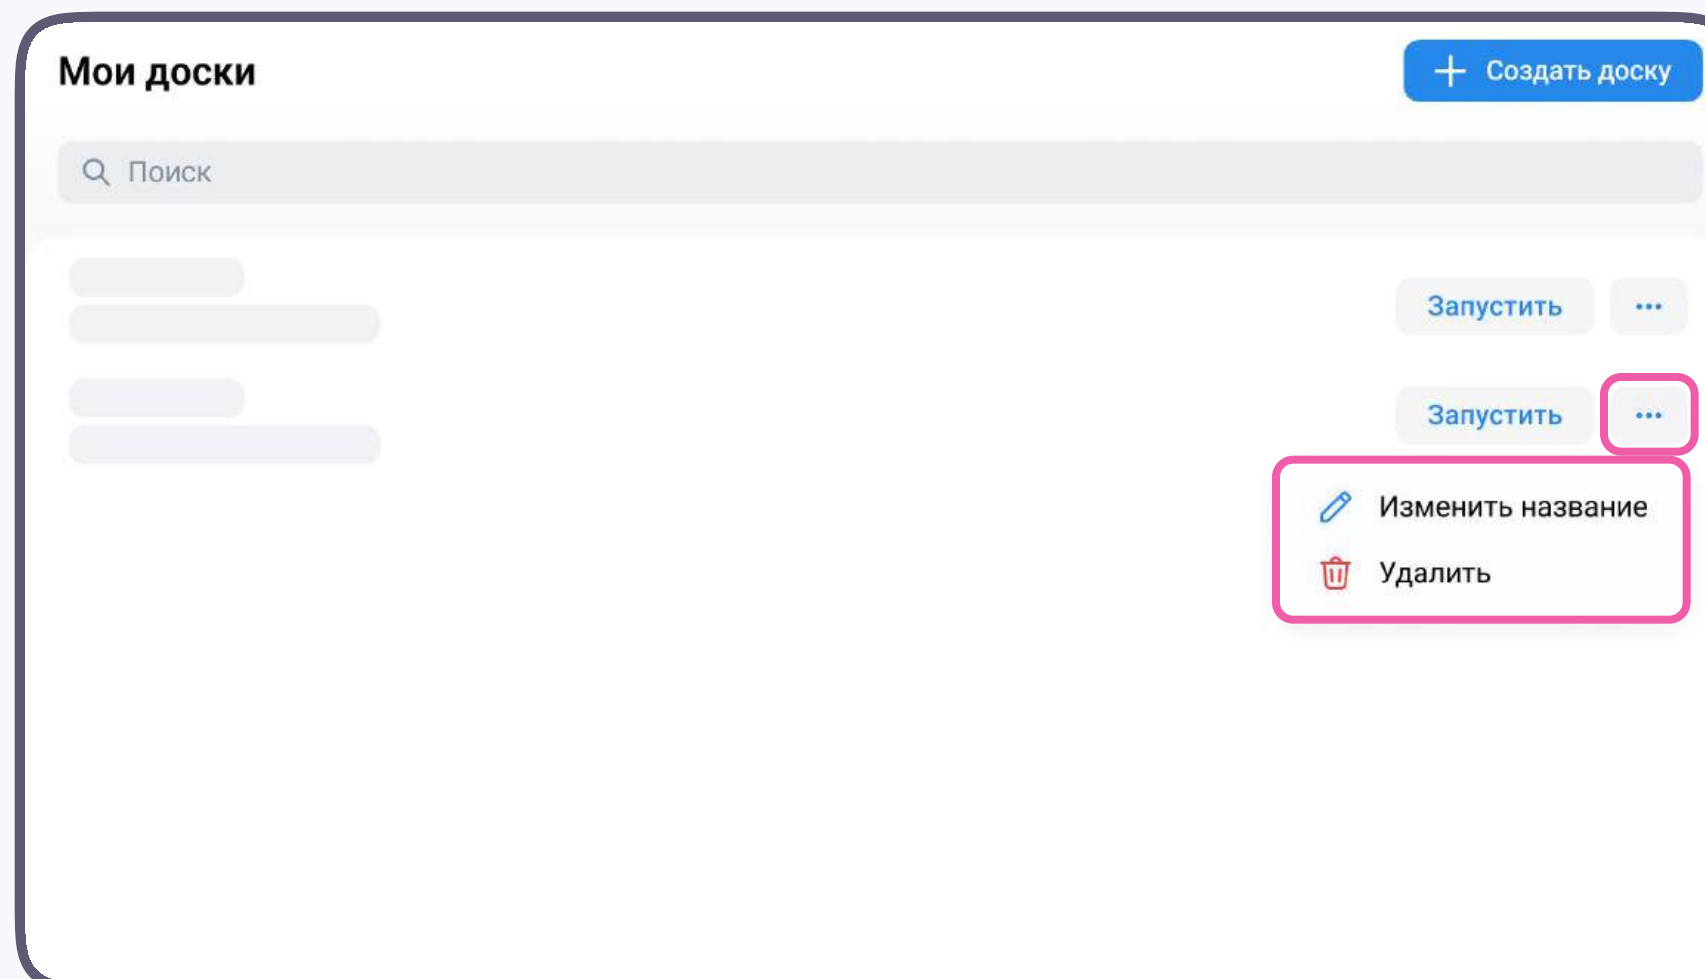 Мои доски
Создать доску
Поиск
Запустить
Запустить
Изменить название
Удалить